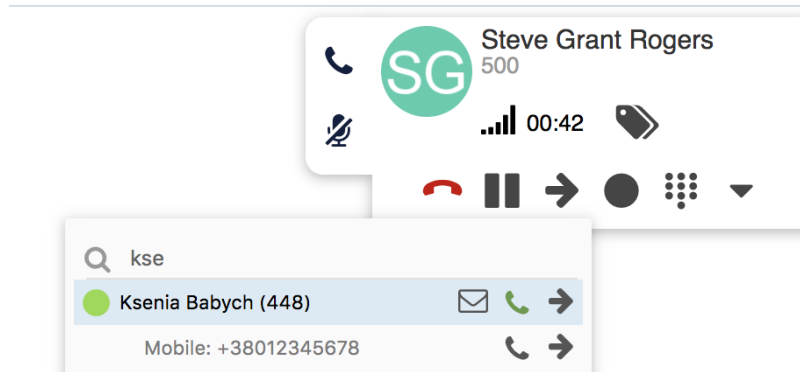 SG
Steve Grant Rogers
500
00:42
kse
Ksenia Babych (448)
Mobile: +38012345678